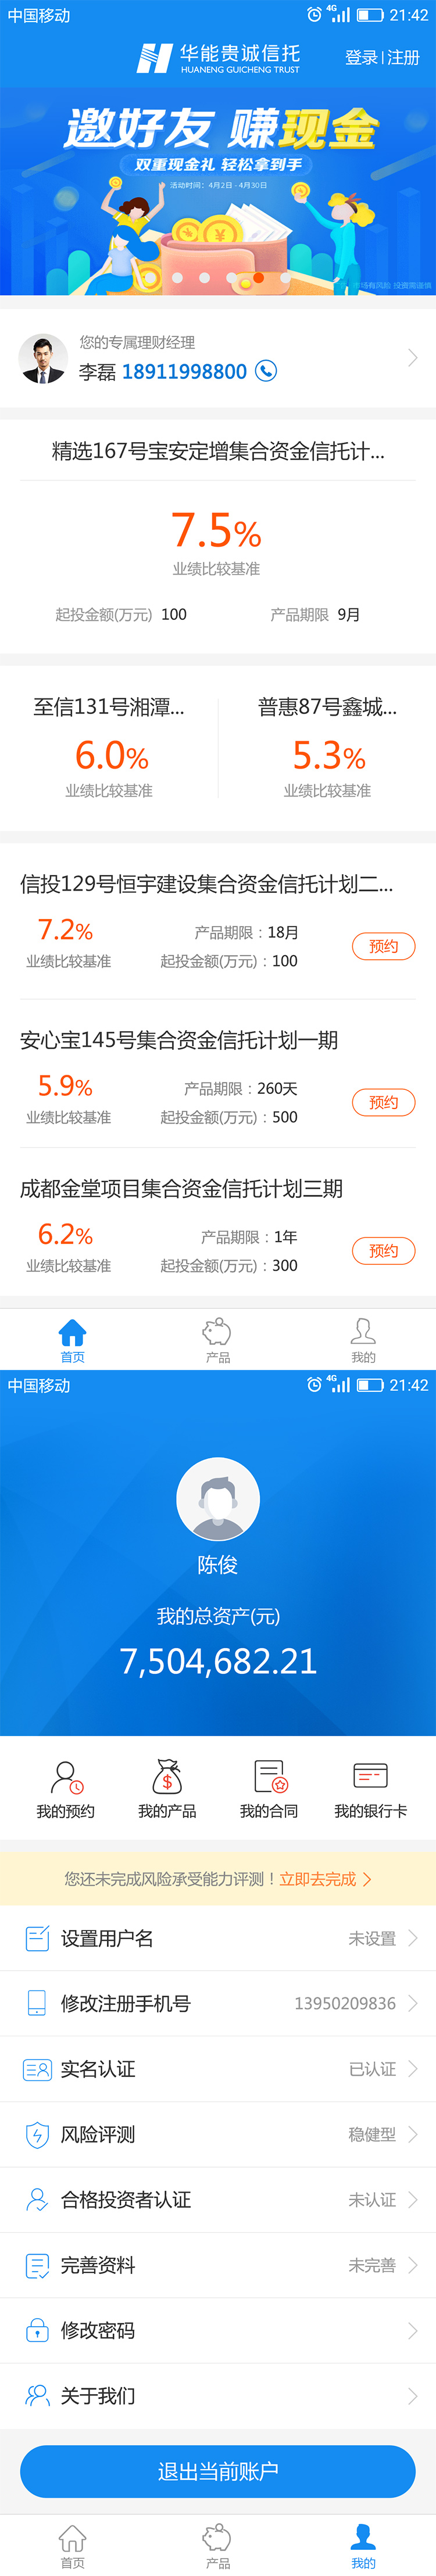 中国移动 4G 21:42
华能贵诚信托
HUANENG GUICHENG TRUST
登录 | 注册
邀好友 赚现金
双重现金礼 轻松拿到手
活动时间：4月2日 - 4月30日
市场有风险 投资需谨慎
您的专属理财经理
李磊 18911998800
精选167号宝安定增集合资金信托计...
7.5%
业绩比较基准
起投金额(万元) 100 产品期限 9月
至信131号湘潭... 普惠87号鑫城...
6.0% 5.3%
业绩比较基准 业绩比较基准
信投129号恒宇建设集合资金信托计划二...
7.2% 产品期限：18月
业绩比较基准 起投金额(万元)：100
预约
安心宝145号集合资金信托计划一期
5.9% 产品期限：260天
业绩比较基准 起投金额(万元)：500
预约
成都金堂项目集合资金信托计划三期
6.2% 产品期限：1年
业绩比较基准 起投金额(万元)：300
预约
首页 产品 我的
中国移动 4G 21:42
陈俊
我的总资产(元)
7,504,682.21
我的预约 我的产品 我的合同 我的银行卡
您还未完成风险承受能力评测！立即去完成
设置用户名 未设置
修改注册手机号 13950209836
实名认证 已认证
风险评测 稳健型
合格投资者认证 未认证
完善资料 未完善
修改密码
关于我们
退出当前账户
首页 产品 我的